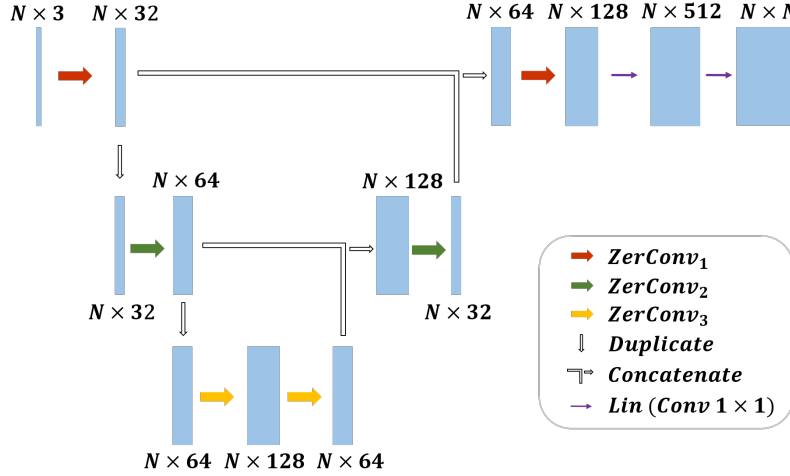 N × 3
N × 32
N × 64
N × 128
N × 512
N × N
N × 64
N × 128
N × 32
N × 32
ZerConv₁
ZerConv₂
ZerConv₃
Duplicate
Concatenate
Lin (Conv 1 × 1)
N × 64
N × 128
N × 64